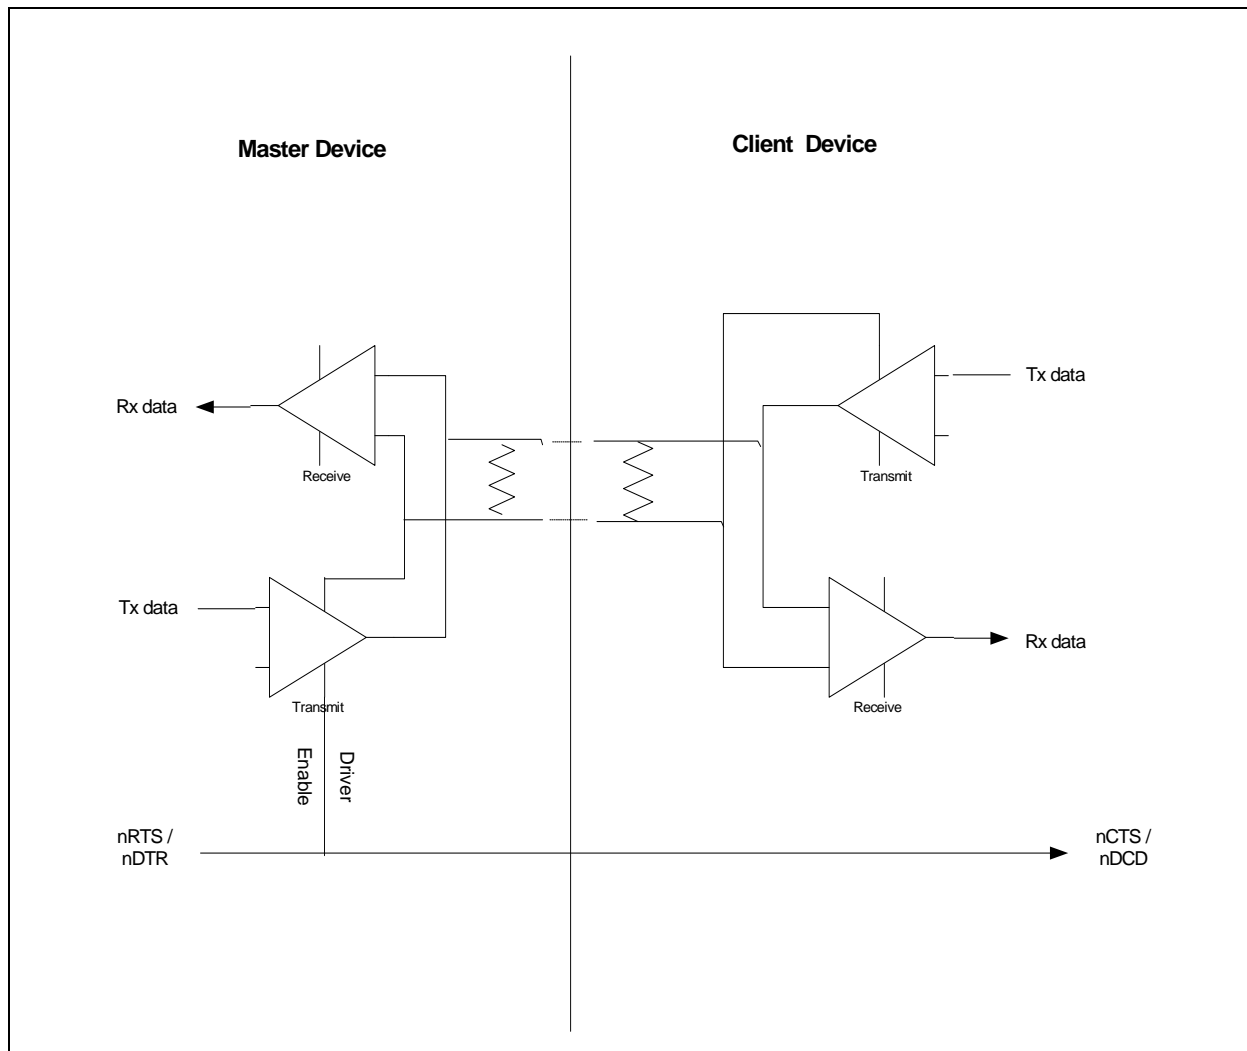 Master Device
Client Device
Rx data
Receive
Tx data
Transmit
Tx data
Transmit
Rx data
Receive
Driver
Enable
nRTS /
nDTR
nCTS /
nDCD